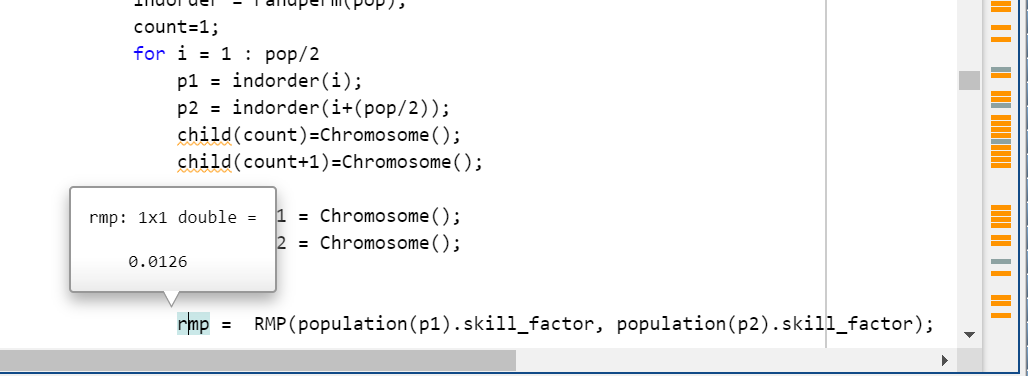 indorder = randperm(pop);
count=1;
for i = 1 : pop/2
p1 = indorder(i);
p2 = indorder(i+(pop/2));
child(count)=Chromosome();
child(count+1)=Chromosome();
rmp: 1x1 double =
1 = Chromosome();
2 = Chromosome();
0.0126
rmp = RMP(population(p1).skill_factor, population(p2).skill_factor);